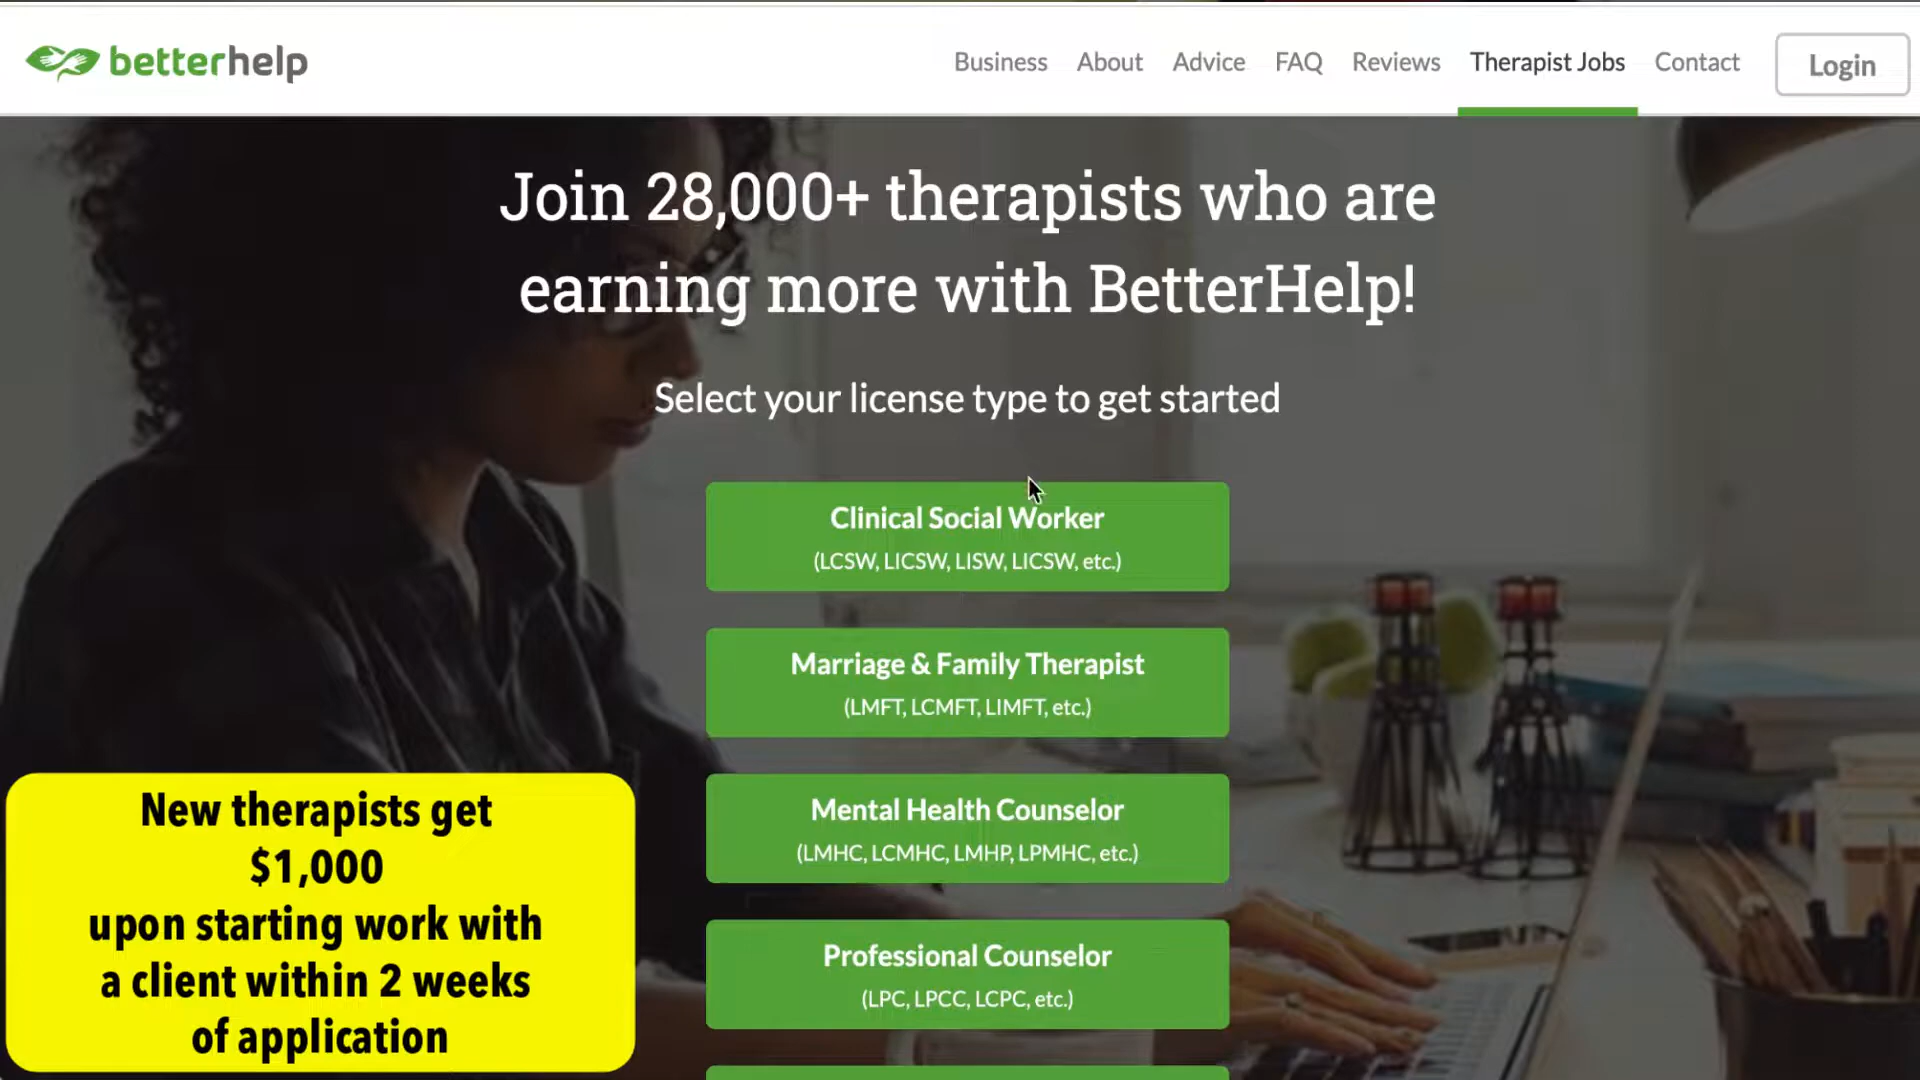 betterhelp
Business About Advice FAQ Reviews Therapist Jobs Contact Login
Join 28,000+ therapists who are
earning more with BetterHelp!
Select your license type to get started
Clinical Social Worker
(LCSW, LICSW, LISW, LICSW, etc.)
Marriage & Family Therapist
(LMFT, LCMFT, LIMFT, etc.)
Mental Health Counselor
(LMHC, LCMHC, LMHP, LPMHC, etc.)
Professional Counselor
(LPC, LPCC, LCPC, etc.)
New therapists get
$1,000
upon starting work with
a client within 2 weeks
of application